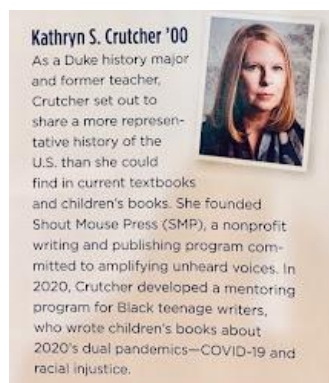 Kathryn S. Crutcher '00
As a Duke history major
and former teacher,
Crutcher set out to
share a more represen-
tative history of the
U.S. than she could
find in current textbooks
and children's books. She founded
Shout Mouse Press (SMP), a nonprofit
writing and publishing program com-
mitted to amplifying unheard voices. In
2020, Crutcher developed a mentoring
program for Black teenage writers,
who wrote children's books about
2020's dual pandemics—COVID-19 and
racial injustice.